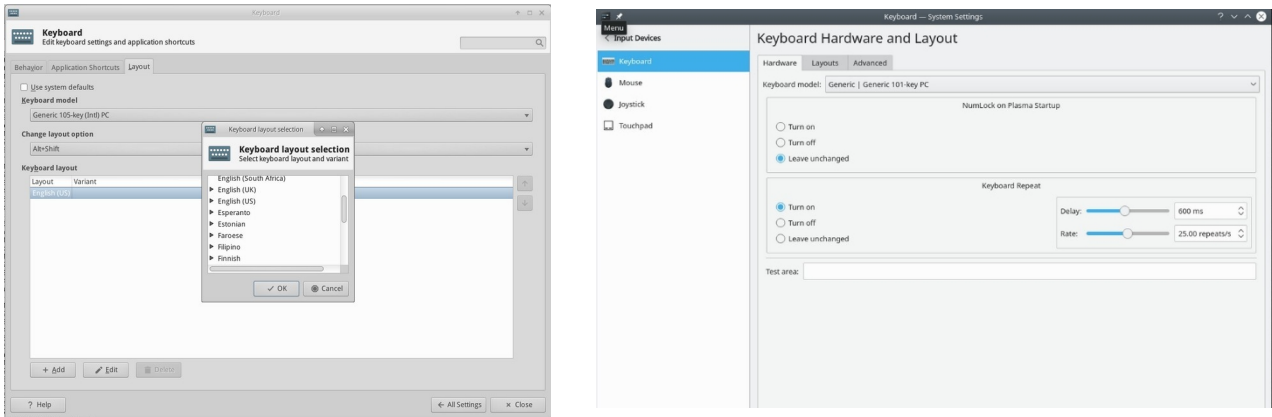 Keyboard
Keyboard
Edit keyboard settings and application shortcuts
Behavior Application Shortcuts Layout
Use system defaults
Keyboard model
Generic 105-key (Intl) PC
Change layout option
Alt+Shift
Keyboard layout
Layout Variant
English (US)
+ Add Edit Delete
? Help ← All Settings × Close
Keyboard layout selection
Keyboard layout selection
Select keyboard layout and variant
English (South Africa)
English (UK)
English (US)
Esperanto
Estonian
Faroese
Filipino
Finnish
OK Cancel
Keyboard — System Settings
Menu
Input Devices
Keyboard
Mouse
Joystick
Touchpad
Keyboard Hardware and Layout
Hardware Layouts Advanced
Keyboard model: Generic | Generic 101-key PC
NumLock on Plasma Startup
Turn on
Turn off
Leave unchanged
Keyboard Repeat
Turn on
Turn off
Leave unchanged
Delay: 600 ms
Rate: 25.00 repeats/s
Test area: